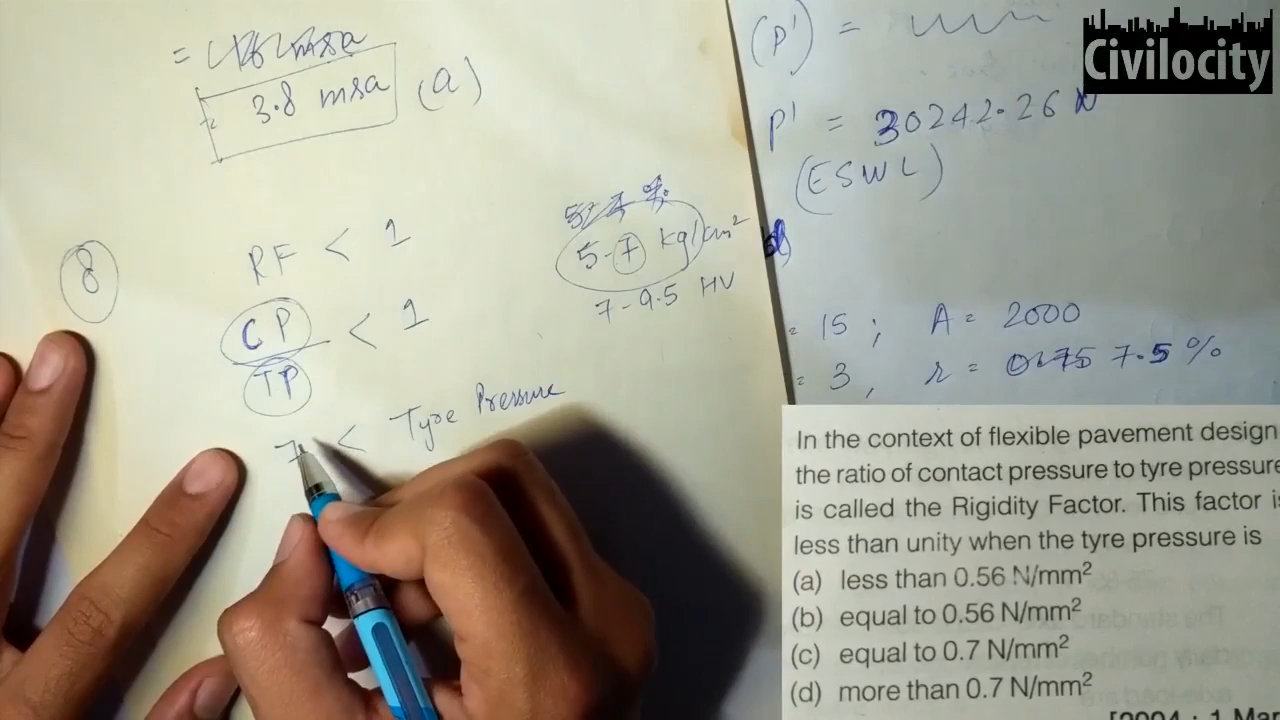 3.8 msa (a)
8
RF < 1
CP < 1
TP
7 < Tyre Pressure
5-7 kg/cm²
7-9.5 HV
(P') =
P' = 30242.26 N
(ESWL)
= 15 ; A = 2000
= 3, r = 7.5%
Civilocity
In the context of flexible pavement design
the ratio of contact pressure to tyre pressure
is called the Rigidity Factor. This factor is
less than unity when the tyre pressure is
(a) less than 0.56 N/mm²
(b) equal to 0.56 N/mm²
(c) equal to 0.7 N/mm²
(d) more than 0.7 N/mm²